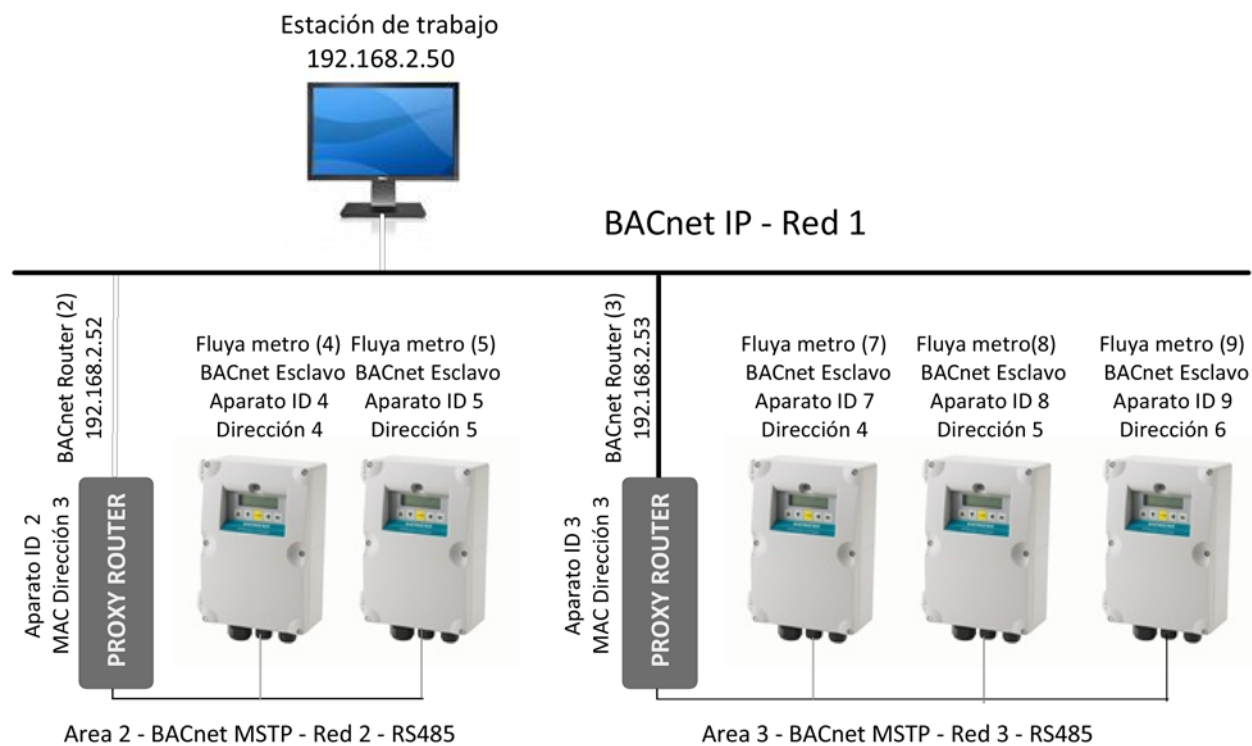 Estación de trabajo
192.168.2.50
BACnet IP - Red 1
BACnet Router (2)
192.168.2.52
Fluya metro (4)
BACnet Esclavo
Aparato ID 4
Dirección 4
Fluya metro (5)
BACnet Esclavo
Aparato ID 5
Dirección 5
BACnet Router (3)
192.168.2.53
Fluya metro (7)
BACnet Esclavo
Aparato ID 7
Dirección 4
Fluya metro(8)
BACnet Esclavo
Aparato ID 8
Dirección 5
Fluya metro (9)
BACnet Esclavo
Aparato ID 9
Dirección 6
Aparato ID 2
MAC Dirección 3
PROXY ROUTER
SIEMENS
SIEMENS
Aparato ID 3
MAC Dirección 3
PROXY ROUTER
SIEMENS
SIEMENS
SIEMENS
Area 2 - BACnet MSTP - Red 2 - RS485
Area 3 - BACnet MSTP - Red 3 - RS485